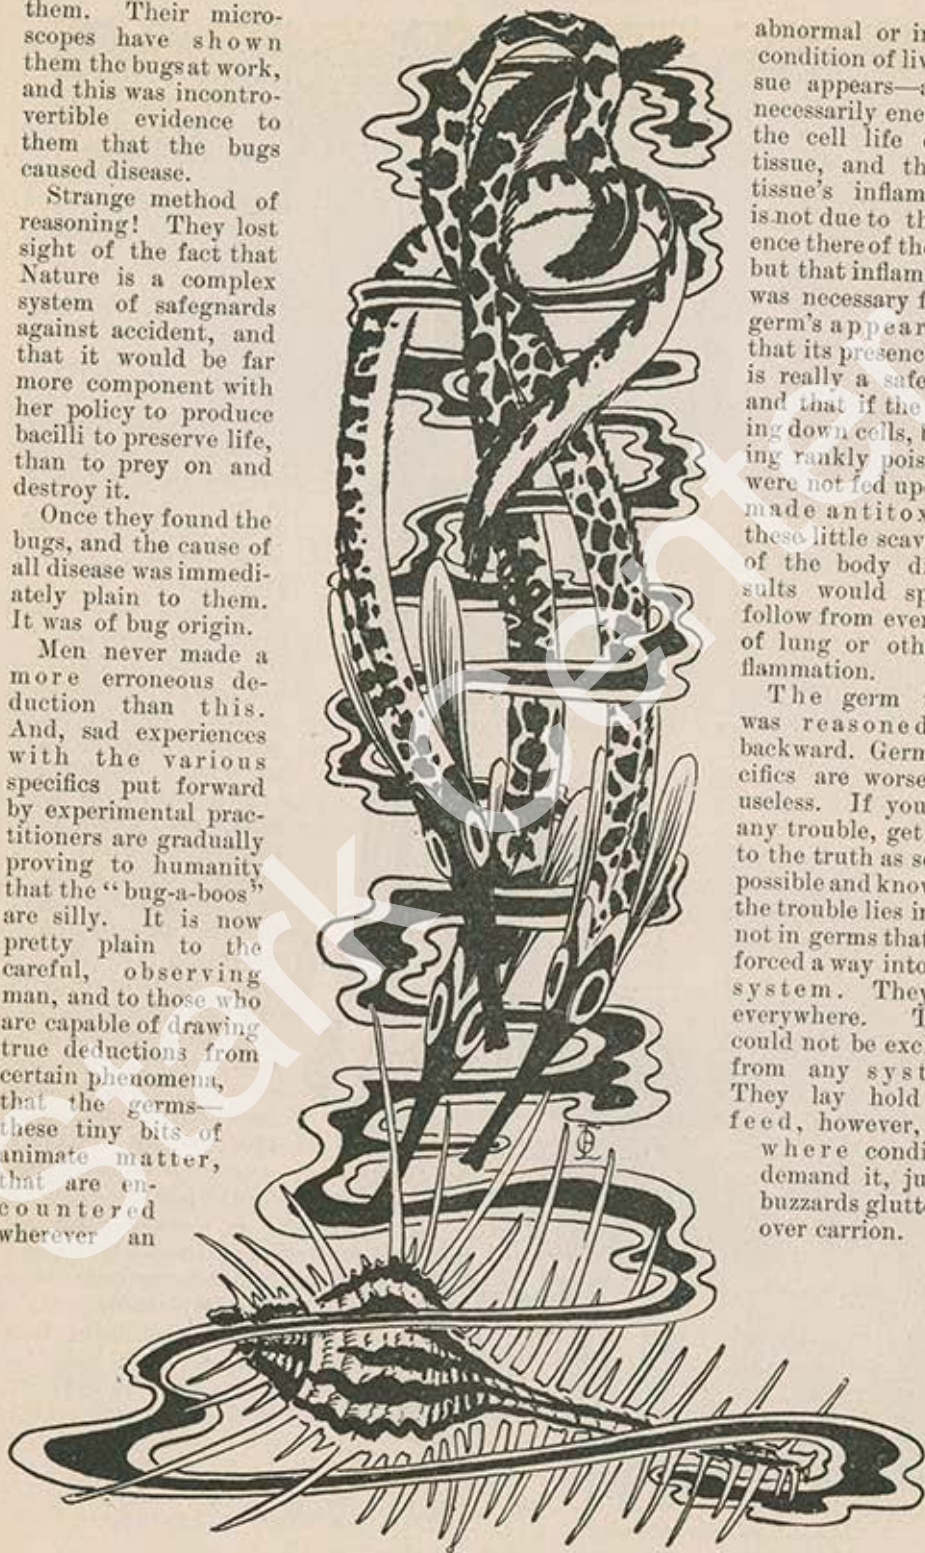 them. Their micro-
scopes have shown
them the bugs at work,
and this was incontro-
vertible evidence to
them that the bugs
caused disease.
Strange method of
reasoning! They lost
sight of the fact that
Nature is a complex
system of safegnards
against accident, and
that it would be far
more component with
her policy to produce
bacilli to preserve life,
than to prey on and
destroy it.
Once they found the
bugs, and the cause of
all disease was immedi-
ately plain to them.
It was of bug origin.
Men never made a
more erroneous de-
duction than this.
And, sad experiences
with the various
specifics put forward
by experimental prac-
titioners are gradually
proving to humanity
that the "bug-a-boos"
are silly. It is now
pretty plain to the
careful, observing
man, and to those who
are capable of drawing
true deductions from
certain phenomena,
that the germs—
these tiny bits of
animate matter,
that are en-
countered
wherever an
abnormal or in
condition of liv
sue appears—a
necessarily ene
the cell life o
tissue, and th
tissue's inflam
is not due to th
ence there of the
but that inflam
was necessary f
germ's appear
that its presence
is really a safe
and that if the
ing down cells, b
ing rankly pois
were not fed up
made antitox
these little scav
of the body di
sults would sp
follow from ever
of lung or oth
flammation.
The germ
was reasoned
backward. Germ
cifics are worse
useless. If you
any trouble, get
to the truth as so
possible and know
the trouble lies in
not in germs that
forced a way into
system. They
everywhere. T
could not be exc
from any syst
They lay hold
feed, however,
where condi
demand it, ju
buzzards glutt
over carrion.
Stark Center